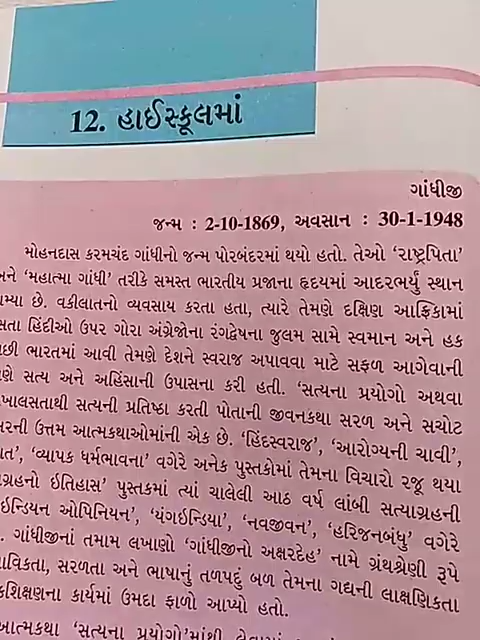 12. હાઈસ્કૂલમાં
ગાંધીજી
જન્મ : 2-10-1869, અવસાન : 30-1-1948
મોહનદાસ કરમચંદ ગાંધીનો જન્મ પોરબંદરમાં થયો હતો. તેઓ ‘રાષ્ટ્રપિતા’
અને ‘મહાત્મા ગાંધી’ તરીકે સમસ્ત ભારતીય પ્રજાના હૃદયમાં આદરભર્યું સ્થાન
મ્યા છે. વકીલાતનો વ્યવસાય કરતા હતા, ત્યારે તેમણે દક્ષિણ આફ્રિકામાં
સતા હિંદીઓ ઉપર ગોરા અંગ્રેજોના રંગદ્વેષના જુલમ સામે સ્વમાન અને હક
છી ભારતમાં આવી તેમણે દેશને સ્વરાજ અપાવવા માટે સફળ આગેવાની
ણે સત્ય અને અહિંસાની ઉપાસના કરી હતી. ‘સત્યના પ્રયોગો અથવા
ખાલસતાથી સત્યની પ્રતિષ્ઠા કરતી પોતાની જીવનકથા સરળ અને સચોટ
સરની ઉત્તમ આત્મકથાઓમાંની એક છે. ‘હિંદસ્વરાજ’, ‘આરોગ્યની ચાવી’,
ાત’, ‘વ્યાપક ધર્મભાવના’ વગેરે અનેક પુસ્તકોમાં તેમના વિચારો રજૂ થયા
ગ્રહનો ઇતિહાસ’ પુસ્તકમાં ત્યાં ચાલેલી આઠ વર્ષ લાંબી સત્યાગ્રહની
ઇન્ડિયન ઓપિનિયન’, ‘યંગઇન્ડિયા’, ‘નવજીવન’, ‘હરિજનબંધુ’ વગેરે
. ગાંધીજીનાં તમામ લખાણો ‘ગાંધીજીનો અક્ષરદેહ’ નામે ગ્રંથશ્રેણી રૂપે
ાવિકતા, સરળતા અને ભાષાનું તળપદું બળ તેમના ગદ્યની લાક્ષણિકતા
કશિક્ષણના કાર્યમાં ઉમદા ફાળો આપ્યો હતો.
આત્મકથા ‘સત્યના પ્રયોગો’માંથી